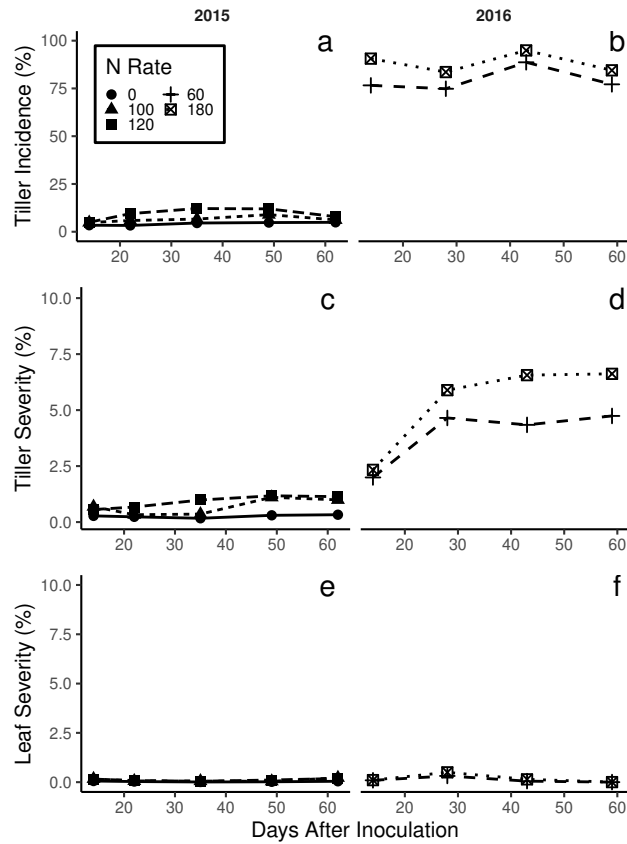 2015 2016
a b
Tiller Incidence (%)
100
75
50
25
0
N Rate
0 60
100 180
120
20 30 40 50 60 20 30 40 50 60
c d
Tiller Severity (%)
10.0
7.5
5.0
2.5
0.0
20 30 40 50 60 20 30 40 50 60
e f
Leaf Severity (%)
10.0
7.5
5.0
2.5
0.0
20 30 40 50 60 20 30 40 50 60
Days After Inoculation